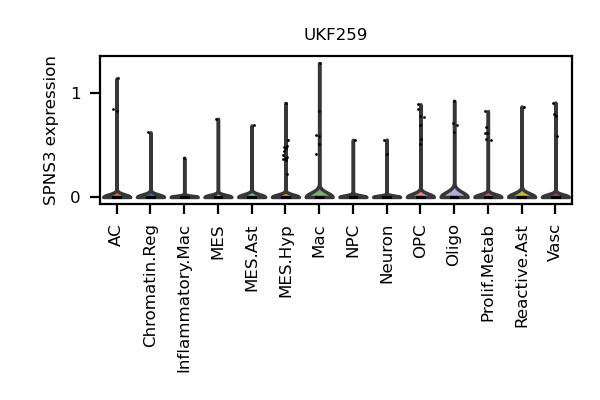 UKF259
SPNS3 expression
1
0
AC
Chromatin.Reg
Inflammatory.Mac
MES
MES.Ast
MES.Hyp
Mac
NPC
Neuron
OPC
Oligo
Prolif.Metab
Reactive.Ast
Vasc